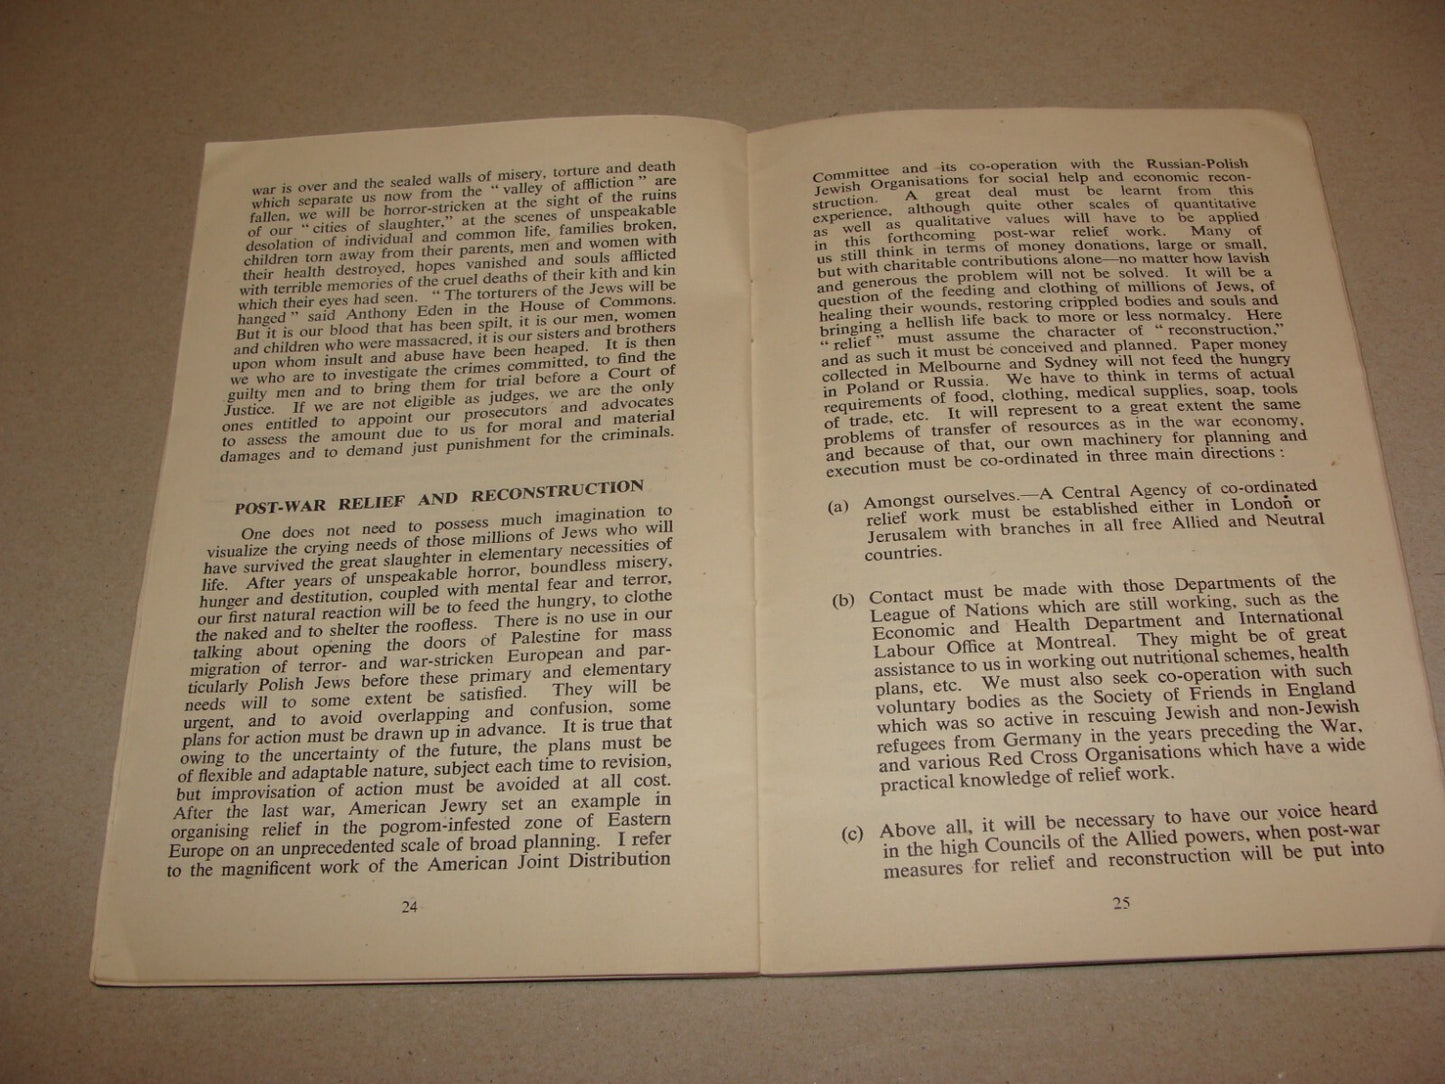 war is over and the sealed walls of misery, torture and death
which separate us now from the " valley of affliction " are
fallen, we will be horror-stricken at the sight of the ruins
of our " cities of slaughter," at the scenes of unspeakable
desolation of individual and common life, families broken,
children torn away from their parents, men and women with
their health destroyed, hopes vanished and souls afflicted
with terrible memories of the cruel deaths of their kith and kin
which their eyes had seen. " The torturers of the Jews will be
hanged " said Anthony Eden in the House of Commons.
But it is our blood that has been spilt, it is our men, women
and children who were massacred, it is our sisters and brothers
upon whom insult and abuse have been heaped. It is then
we who are to investigate the crimes committed, to find the
guilty men and to bring them for trial before a Court of
Justice. If we are not eligible as judges, we are the only
ones entitled to appoint our prosecutors and advocates
to assess the amount due to us for moral and material
damages and to demand just punishment for the criminals.
POST-WAR RELIEF AND RECONSTRUCTION
One does not need to possess much imagination to
visualize the crying needs of those millions of Jews who will
have survived the great slaughter in elementary necessities of
life. After years of unspeakable horror, boundless misery,
hunger and destitution, coupled with mental fear and terror,
our first natural reaction will be to feed the hungry, to clothe
the naked and to shelter the roofless. There is no use in our
talking about opening the doors of Palestine for mass
migration of terror- and war-stricken European and par-
ticularly Polish Jews before these primary and elementary
needs will to some extent be satisfied. They will be
urgent, and to avoid overlapping and confusion, some
plans for action must be drawn up in advance. It is true that
owing to the uncertainty of the future, the plans must be
of flexible and adaptable nature, subject each time to revision,
but improvisation of action must be avoided at all cost.
After the last war, American Jewry set an example in
organising relief in the pogrom-infested zone of Eastern
Europe on an unprecedented scale of broad planning. I refer
to the magnificent work of the American Joint Distribution
24
Committee and its co-operation with the Russian-Polish
Jewish Organisations for social help and economic recon-
struction. A great deal must be learnt from this
experience, although quite other scales of quantitative
as well as qualitative values will have to be applied
in this forthcoming post-war relief work. Many of
us still think in terms of money donations, large or small,
but with charitable contributions alone—no matter how lavish
and generous the problem will not be solved. It will be a
question of the feeding and clothing of millions of Jews, of
healing their wounds, restoring crippled bodies and souls and
bringing a hellish life back to more or less normalcy. Here
" relief " must assume the character of " reconstruction,"
and as such it must be conceived and planned. Paper money
collected in Melbourne and Sydney will not feed the hungry
in Poland or Russia. We have to think in terms of actual
requirements of food, clothing, medical supplies, soap, tools
of trade, etc. It will represent to a great extent the same
problems of transfer of resources as in the war economy,
and because of that, our own machinery for planning and
execution must be co-ordinated in three main directions :
(a) Amongst ourselves.—A Central Agency of co-ordinated
relief work must be established either in London or
Jerusalem with branches in all free Allied and Neutral
countries.
(b) Contact must be made with those Departments of the
League of Nations which are still working, such as the
Economic and Health Department and International
Labour Office at Montreal. They might be of great
assistance to us in working out nutritional schemes, health
plans, etc. We must also seek co-operation with such
voluntary bodies as the Society of Friends in England
which was so active in rescuing Jewish and non-Jewish
refugees from Germany in the years preceding the War,
and various Red Cross Organisations which have a wide
practical knowledge of relief work.
(c) Above all, it will be necessary to have our voice heard
in the high Councils of the Allied powers, when post-war
measures for relief and reconstruction will be put into
25